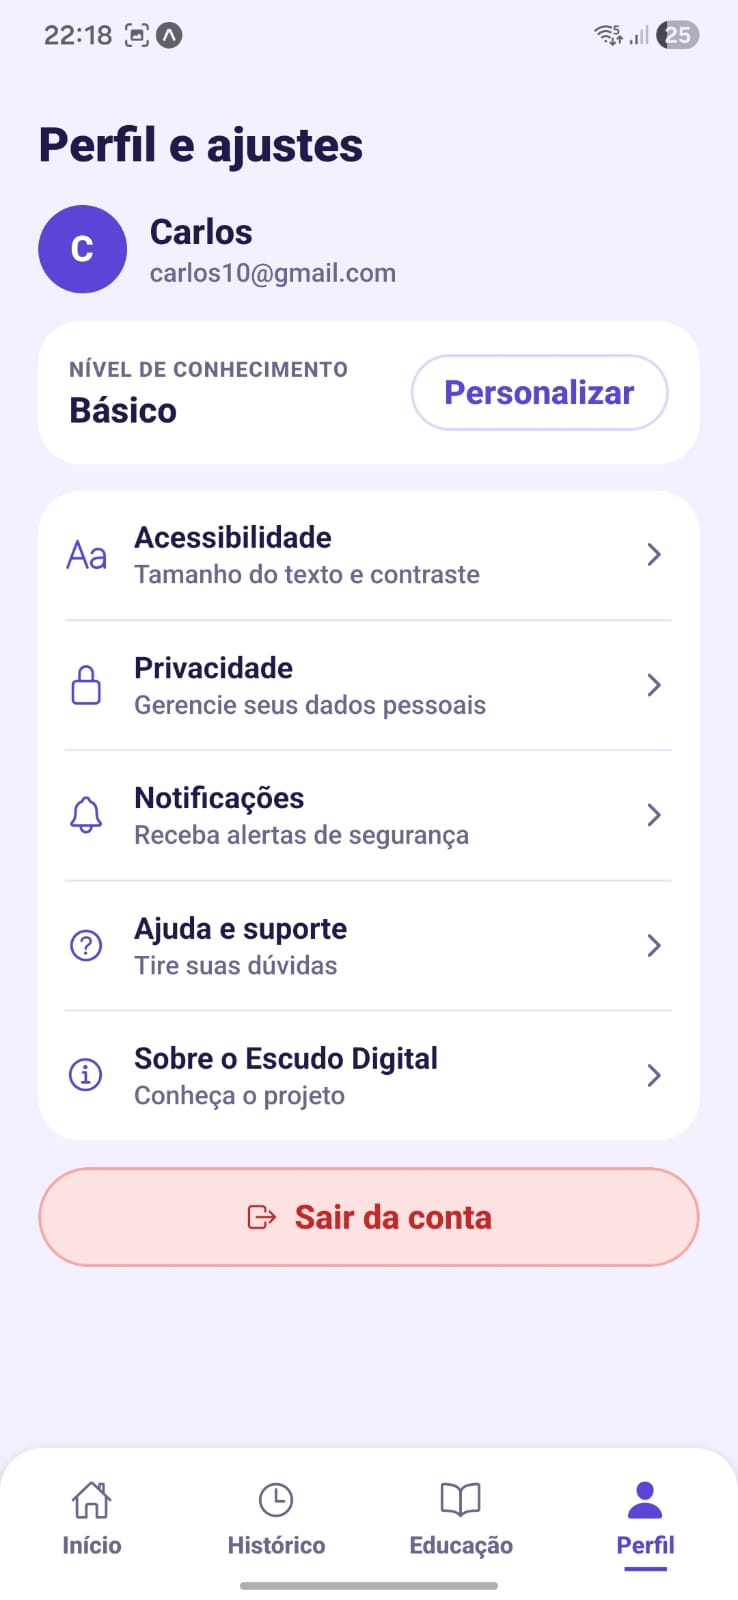 22:18
25
Perfil e ajustes
C
Carlos
carlos10@gmail.com
NÍVEL DE CONHECIMENTO
Básico
Personalizar
Aa
Acessibilidade
Tamanho do texto e contraste
Privacidade
Gerencie seus dados pessoais
Notificações
Receba alertas de segurança
Ajuda e suporte
Tire suas dúvidas
Sobre o Escudo Digital
Conheça o projeto
Sair da conta
Início
Histórico
Educação
Perfil